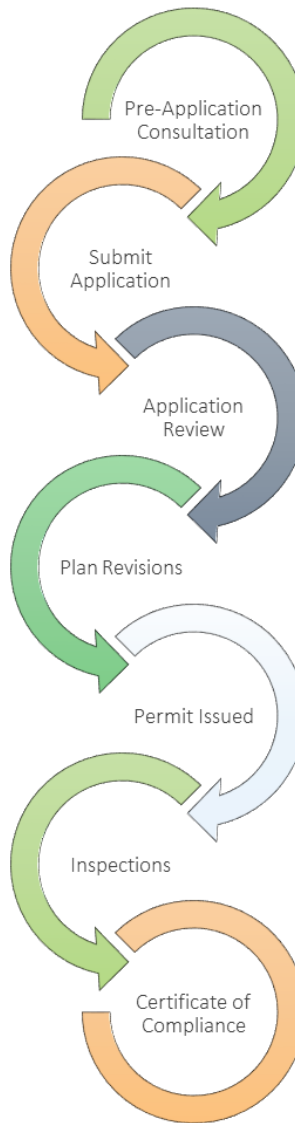 Pre-Application
Consultation
Submit
Application
Application
Review
Plan Revisions
Permit Issued
Inspections
Certificate of
Compliance